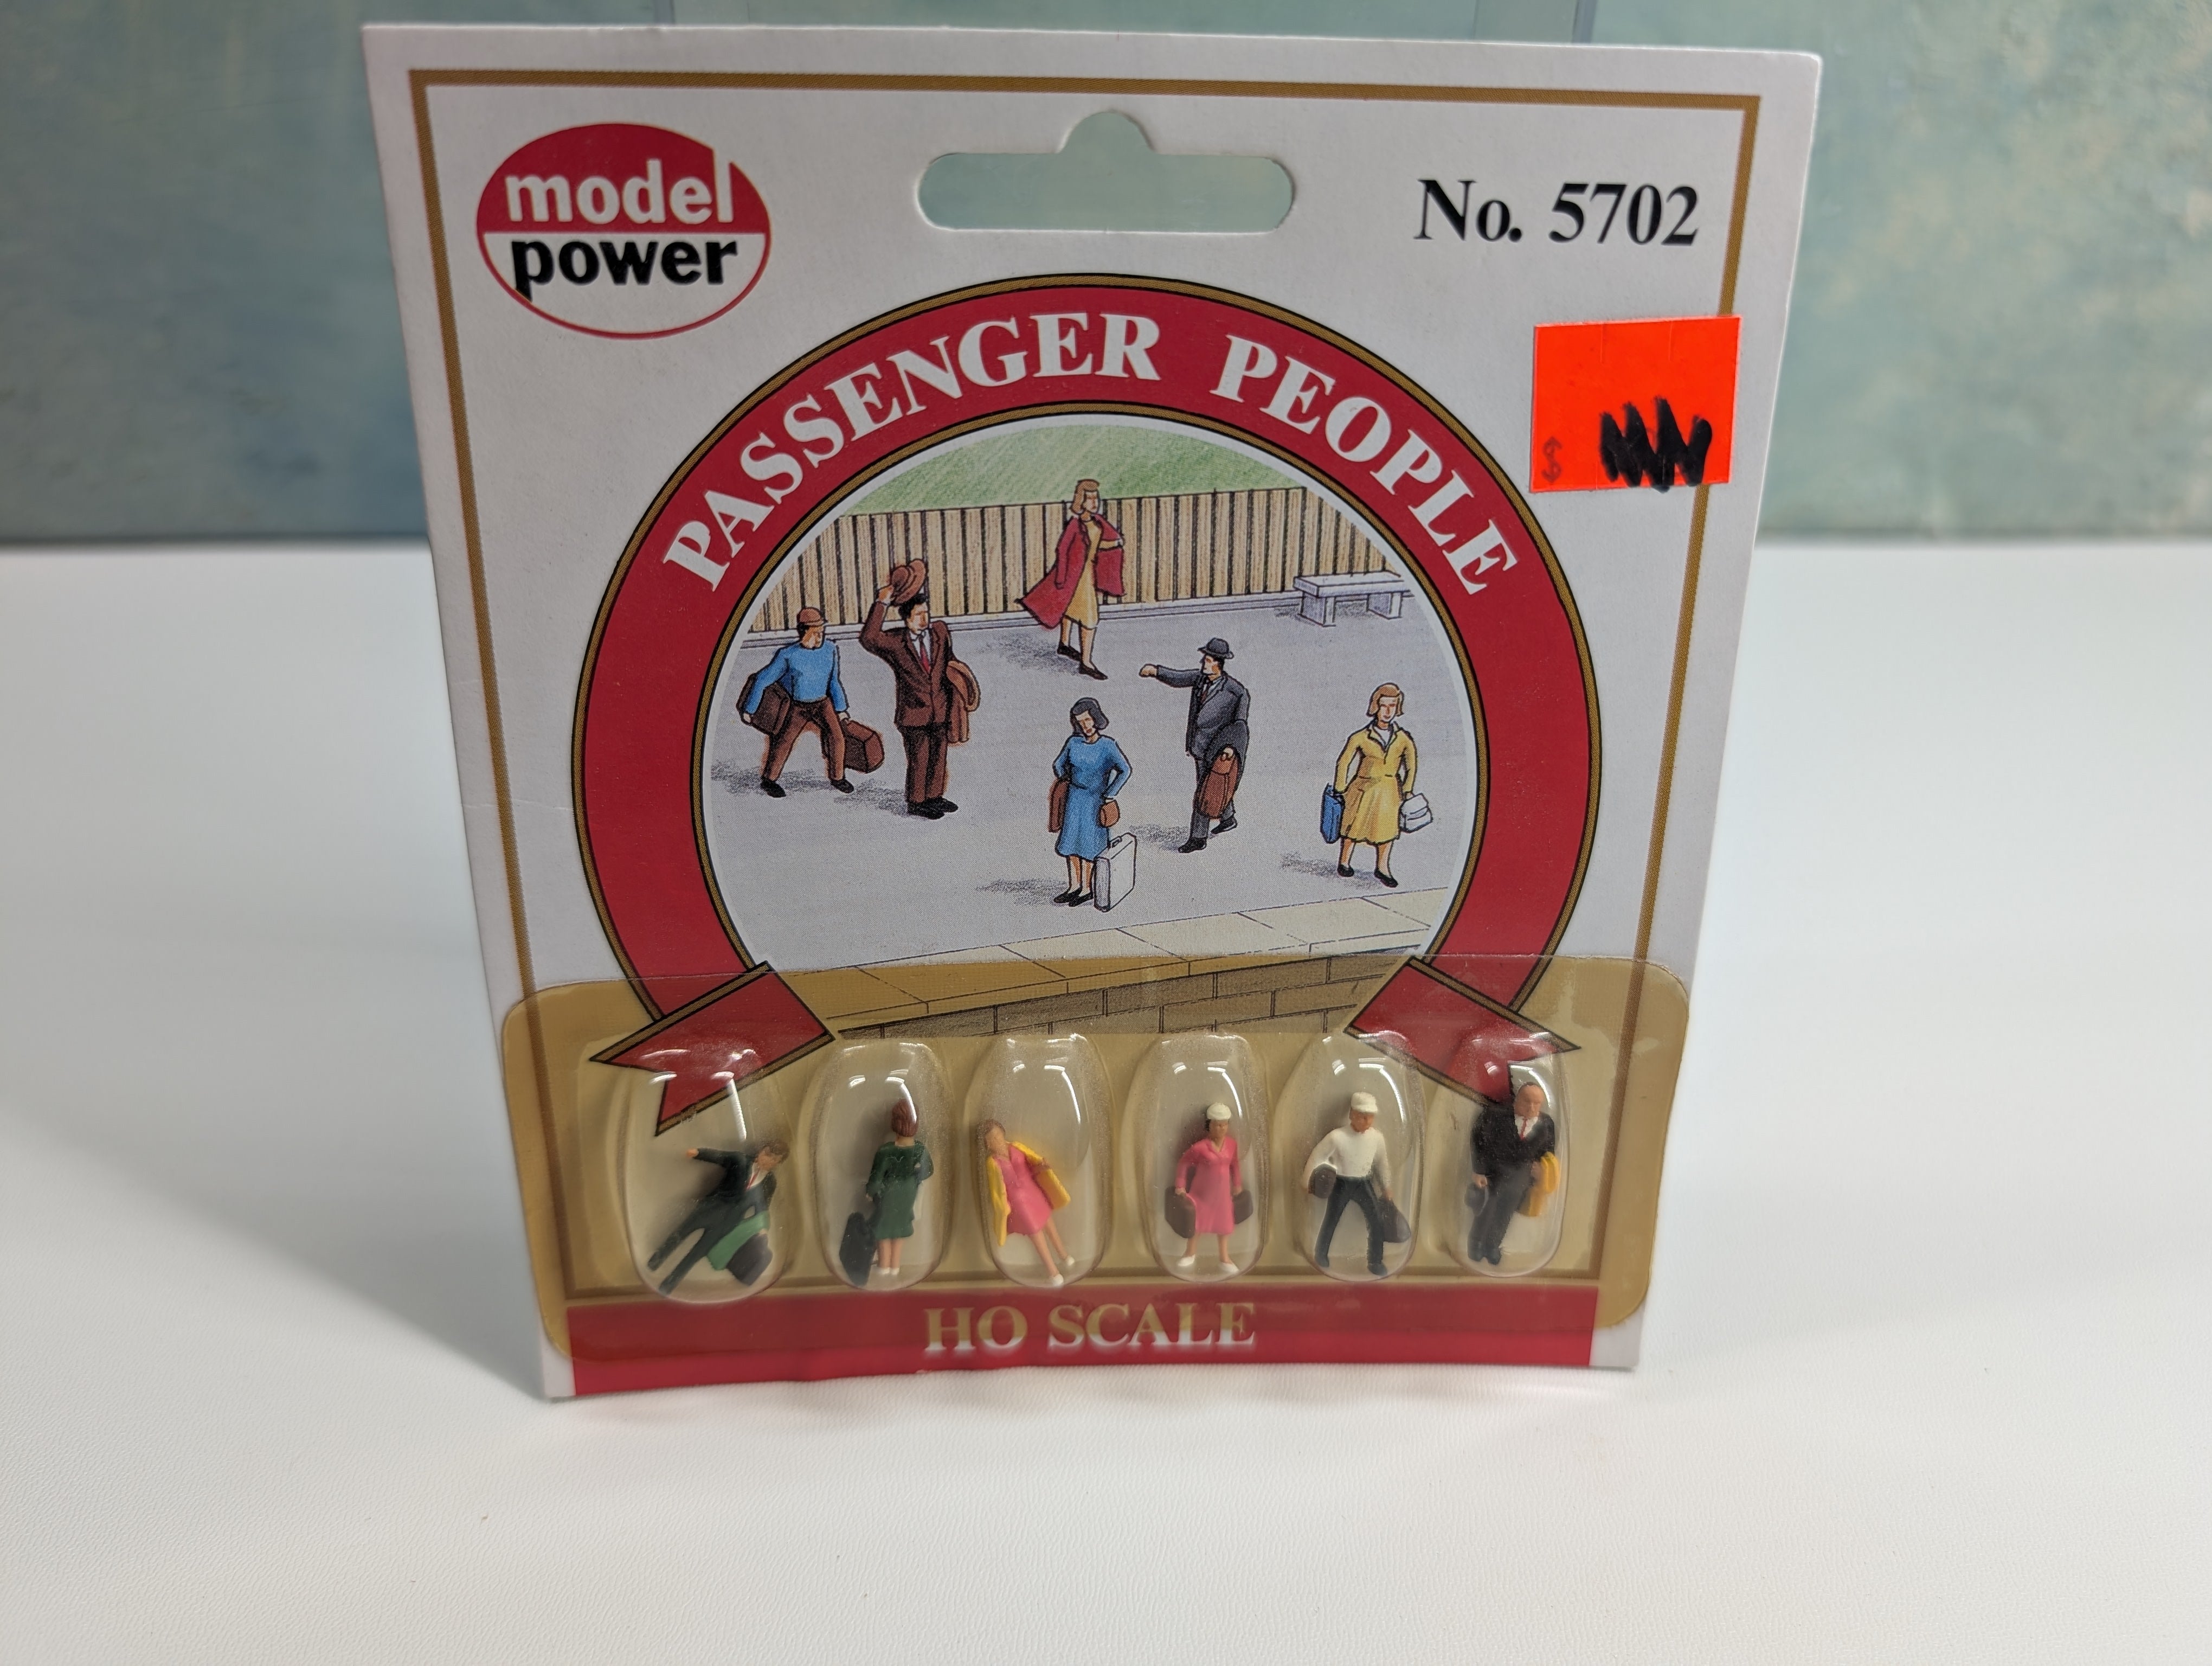 model
power
No. 5702
PASSENGER PEOPLE
$
HO SCALE